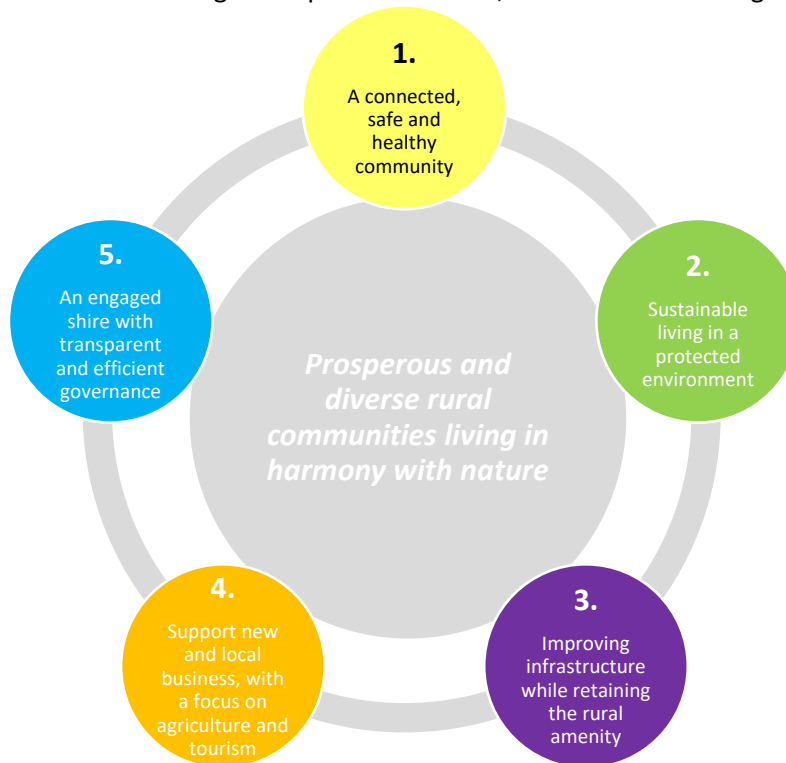 1.
A connected,
safe and
healthy
community
2.
Sustainable
living in a
protected
environment
3.
Improving
infrastructure
while retaining
the rural
amenity
4.
Support new
and local
business, with
a focus on
agriculture and
tourism
5.
An engaged
shire with
transparent
and efficient
governance
Prosperous and
diverse rural
communities living in
harmony with nature